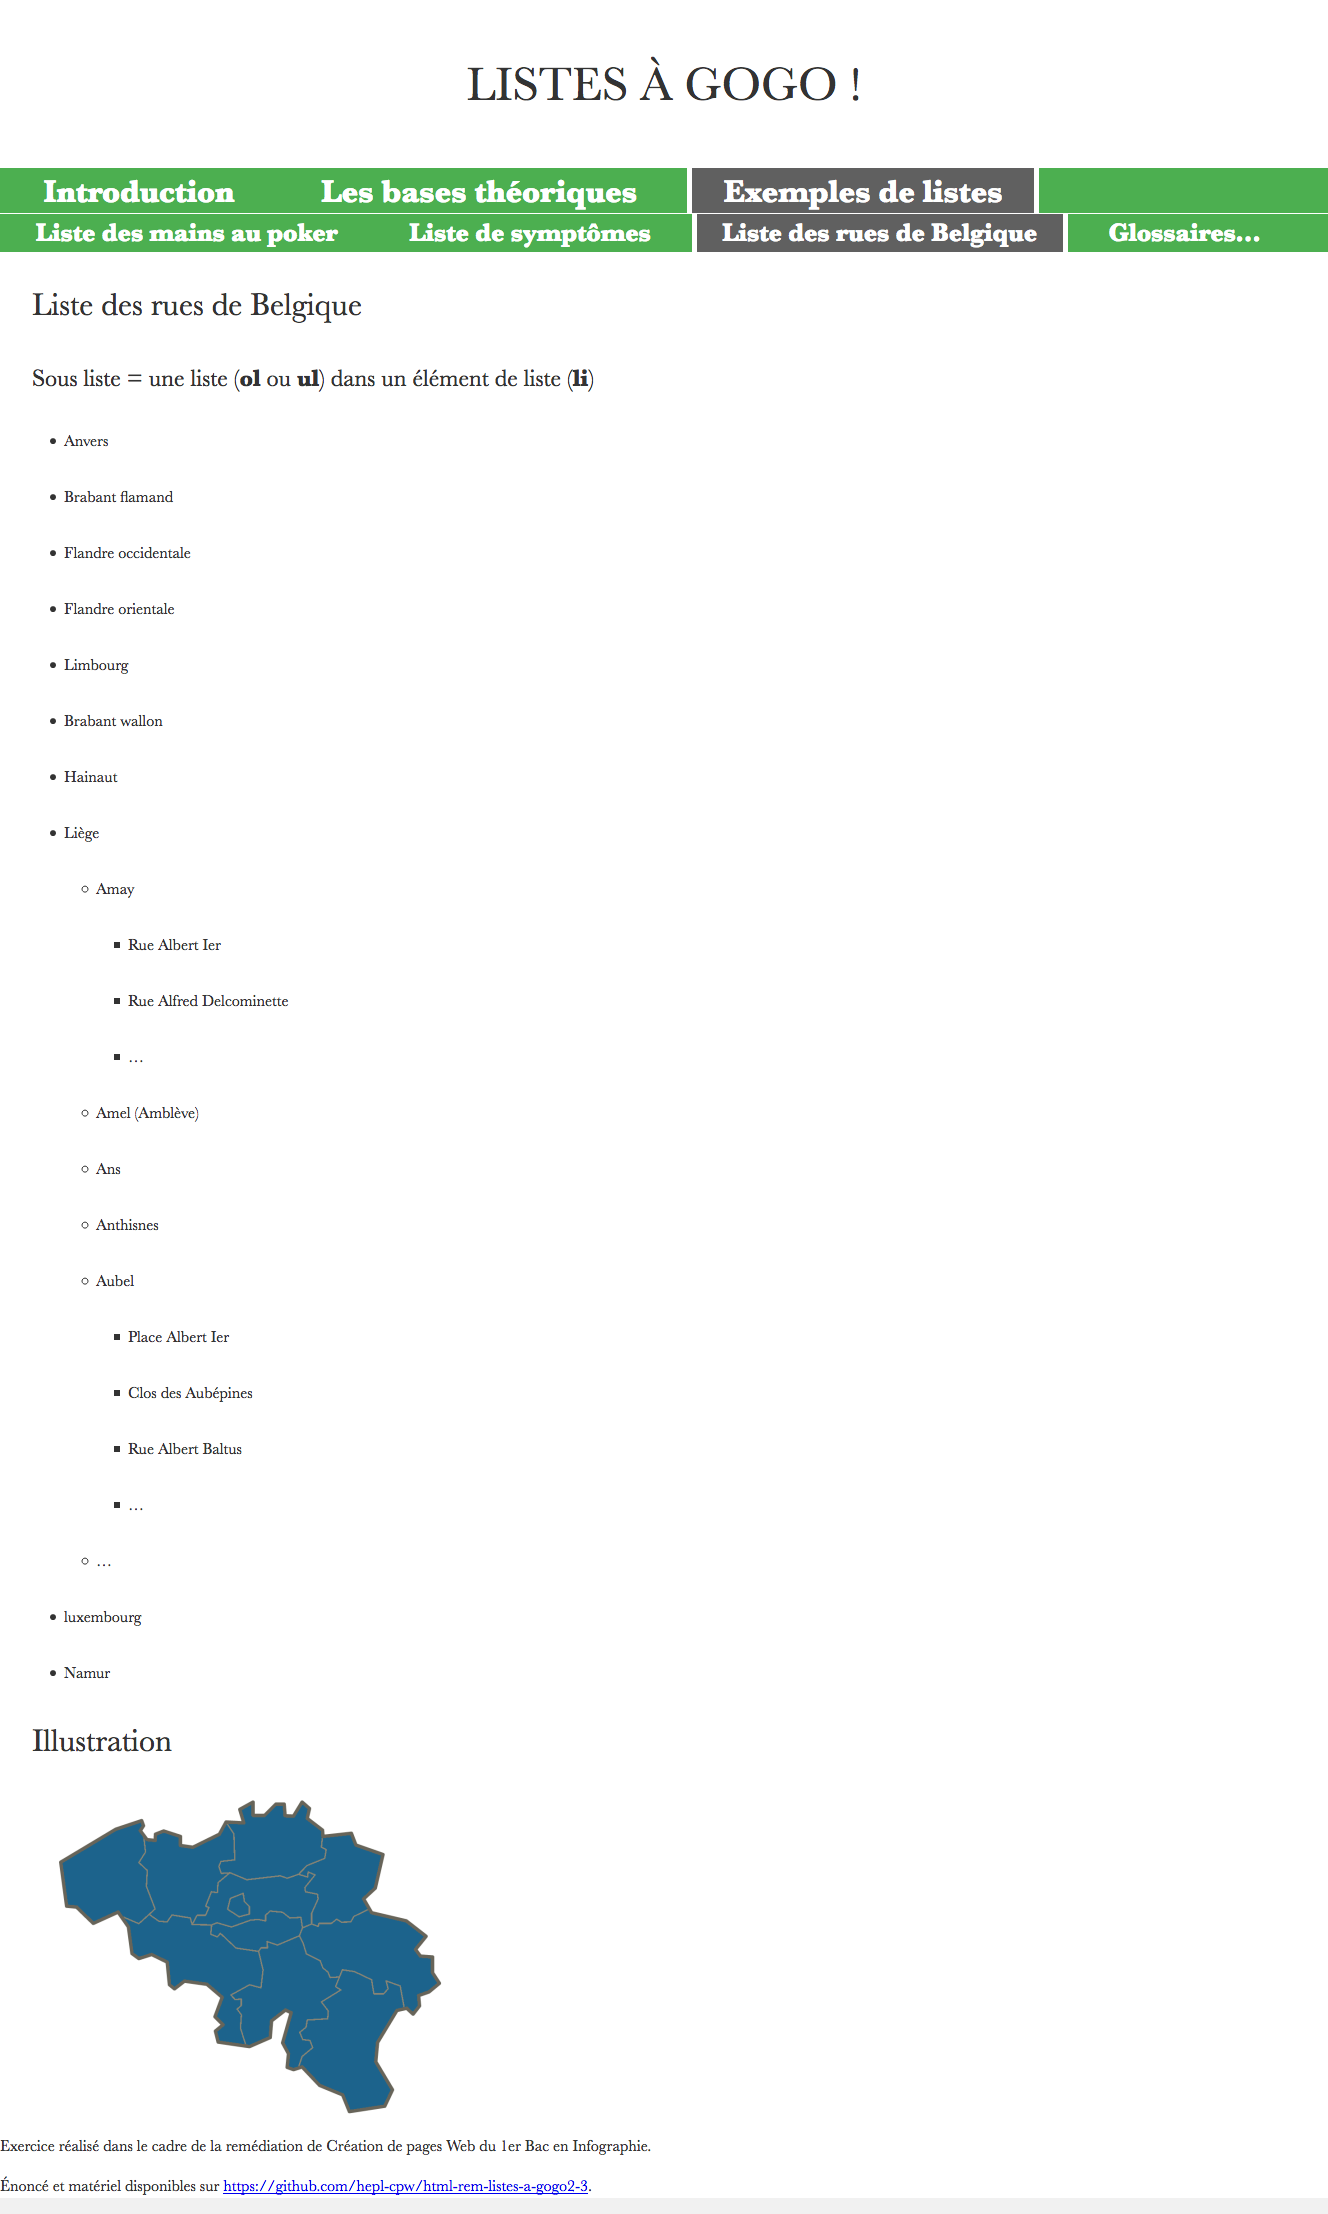 LISTES À GOGO !
Introduction Les bases théoriques Exemples de listes
Liste des mains au poker Liste de symptômes Liste des rues de Belgique Glossaires…
Liste des rues de Belgique
Sous liste = une liste (ol ou ul) dans un élément de liste (li)
• Anvers
• Brabant flamand
• Flandre occidentale
• Flandre orientale
• Limbourg
• Brabant wallon
• Hainaut
• Liège
◦ Amay
▪ Rue Albert Ier
▪ Rue Alfred Delcominette
▪ …
◦ Amel (Amblève)
◦ Ans
◦ Anthisnes
◦ Aubel
▪ Place Albert Ier
▪ Clos des Aubépines
▪ Rue Albert Baltus
▪ …
◦ …
• luxembourg
• Namur
Illustration
Exercice réalisé dans le cadre de la remédiation de Création de pages Web du 1er Bac en Infographie.
Énoncé et matériel disponibles sur https://github.com/hepl-cpw/html-rem-listes-a-gogo2-3.